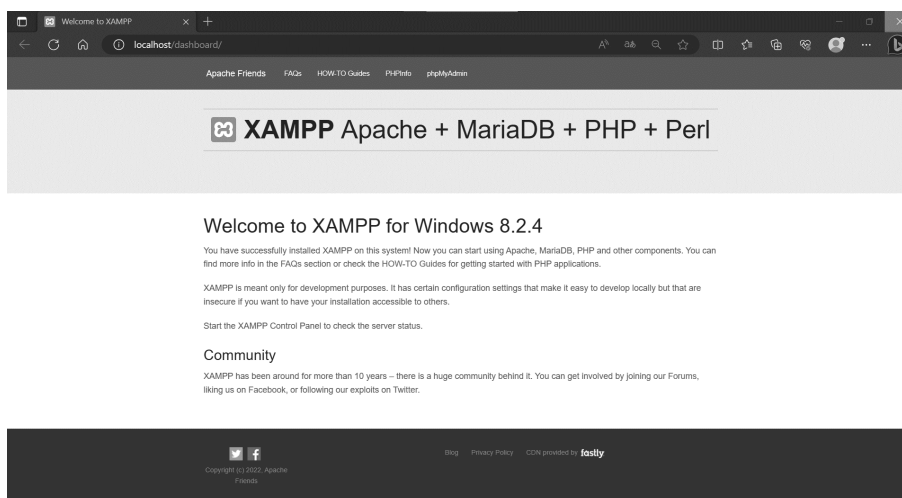 Welcome to XAMPP
localhost/dashboard/
Apache Friends FAQs HOW-TO Guides PHPInfo phpMyAdmin
XAMPP Apache + MariaDB + PHP + Perl
Welcome to XAMPP for Windows 8.2.4
You have successfully installed XAMPP on this system! Now you can start using Apache, MariaDB, PHP and other components. You can
find more info in the FAQs section or check the HOW-TO Guides for getting started with PHP applications.
XAMPP is meant only for development purposes. It has certain configuration settings that make it easy to develop locally but that are
insecure if you want to have your installation accessible to others.
Start the XAMPP Control Panel to check the server status.
Community
XAMPP has been around for more than 10 years – there is a huge community behind it. You can get involved by joining our Forums,
liking us on Facebook, or following our exploits on Twitter.
Blog Privacy Policy CDN provided by fastly
Copyright (c) 2022, Apache
Friends